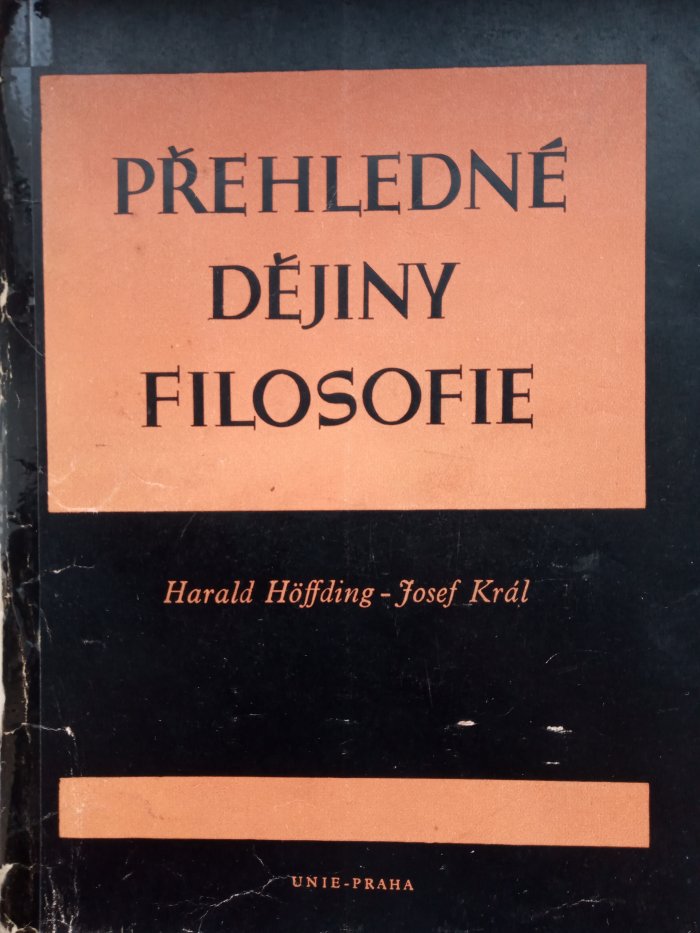 PŘEHLEDNÉ
DĚJINY
FILOSOFIE
Harald Höffding - Josef Král
UNIE-PRAHA